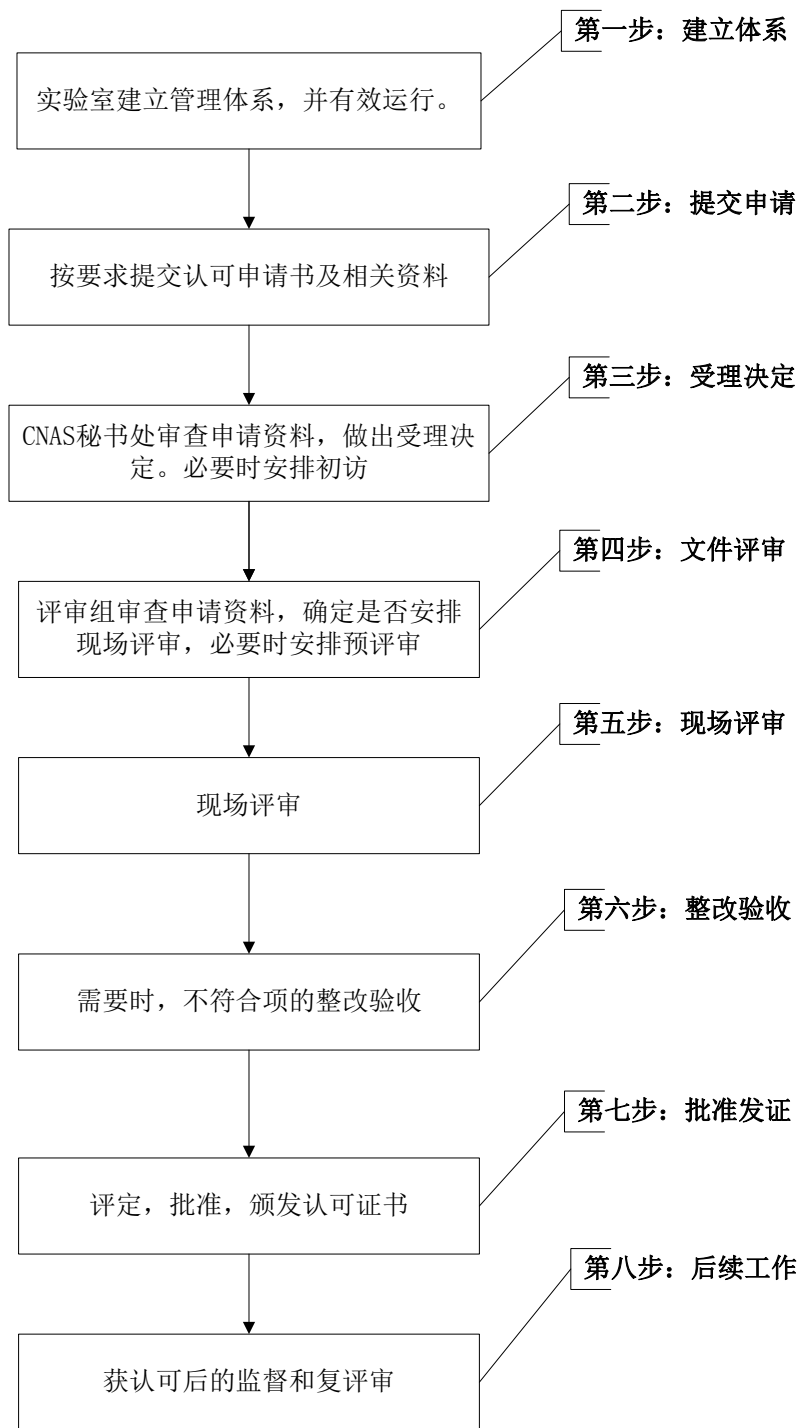 第一步：建立体系
实验室建立管理体系，并有效运行。
第二步：提交申请
按要求提交认可申请书及相关资料
第三步：受理决定
CNAS秘书处审查申请资料，做出受理决
定。必要时安排初访
第四步：文件评审
评审组审查申请资料，确定是否安排
现场评审，必要时安排预评审
第五步：现场评审
现场评审
第六步：整改验收
需要时，不符合项的整改验收
第七步：批准发证
评定，批准，颁发认可证书
第八步：后续工作
获认可后的监督和复评审